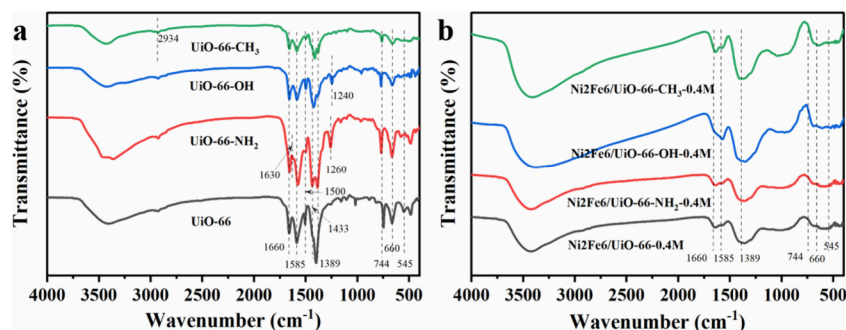 a
Transmittance (%)
2934
UiO-66-CH₃
UiO-66-OH
1240
UiO-66-NH₂
1630
1260
1500
UiO-66
1433
1660
1585
1389
744
660
545
4000 3500 3000 2500 2000 1500 1000 500
Wavenumber (cm⁻¹)
b
Transmittance (%)
Ni2Fe6/UiO-66-CH₃-0.4M
Ni2Fe6/UiO-66-OH-0.4M
Ni2Fe6/UiO-66-NH₂-0.4M
Ni2Fe6/UiO-66-0.4M
1660
1585
1389
744
660
545
4000 3500 3000 2500 2000 1500 1000 500
Wavenumber (cm⁻¹)